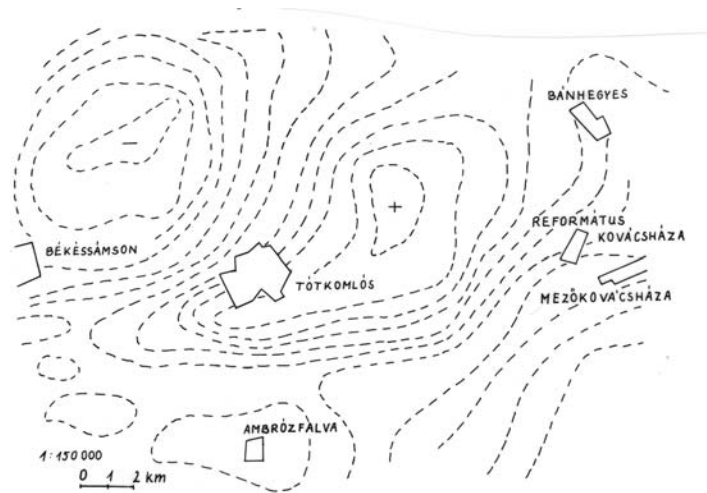 BÁNHEGYES
REFORMÁTUS
KOVÁCSHÁZA
BÉKÉSSÁMSON
TÓTKOMLÓS
MEZŐKOVÁCSHÁZA
AMBRÓZFALVA
1:150 000
0 1 2 km